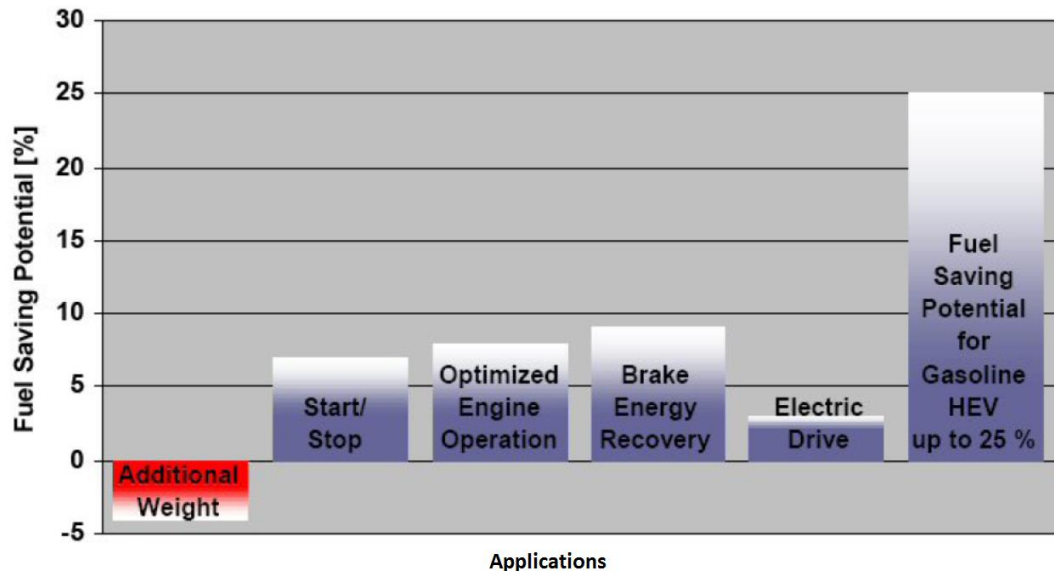 Fuel Saving Potential [%]
30
25
20
15
10
5
0
-5
Additional
Weight
Start/
Stop
Optimized
Engine
Operation
Brake
Energy
Recovery
Electric
Drive
Fuel
Saving
Potential
for
Gasoline
HEV
up to 25 %
Applications